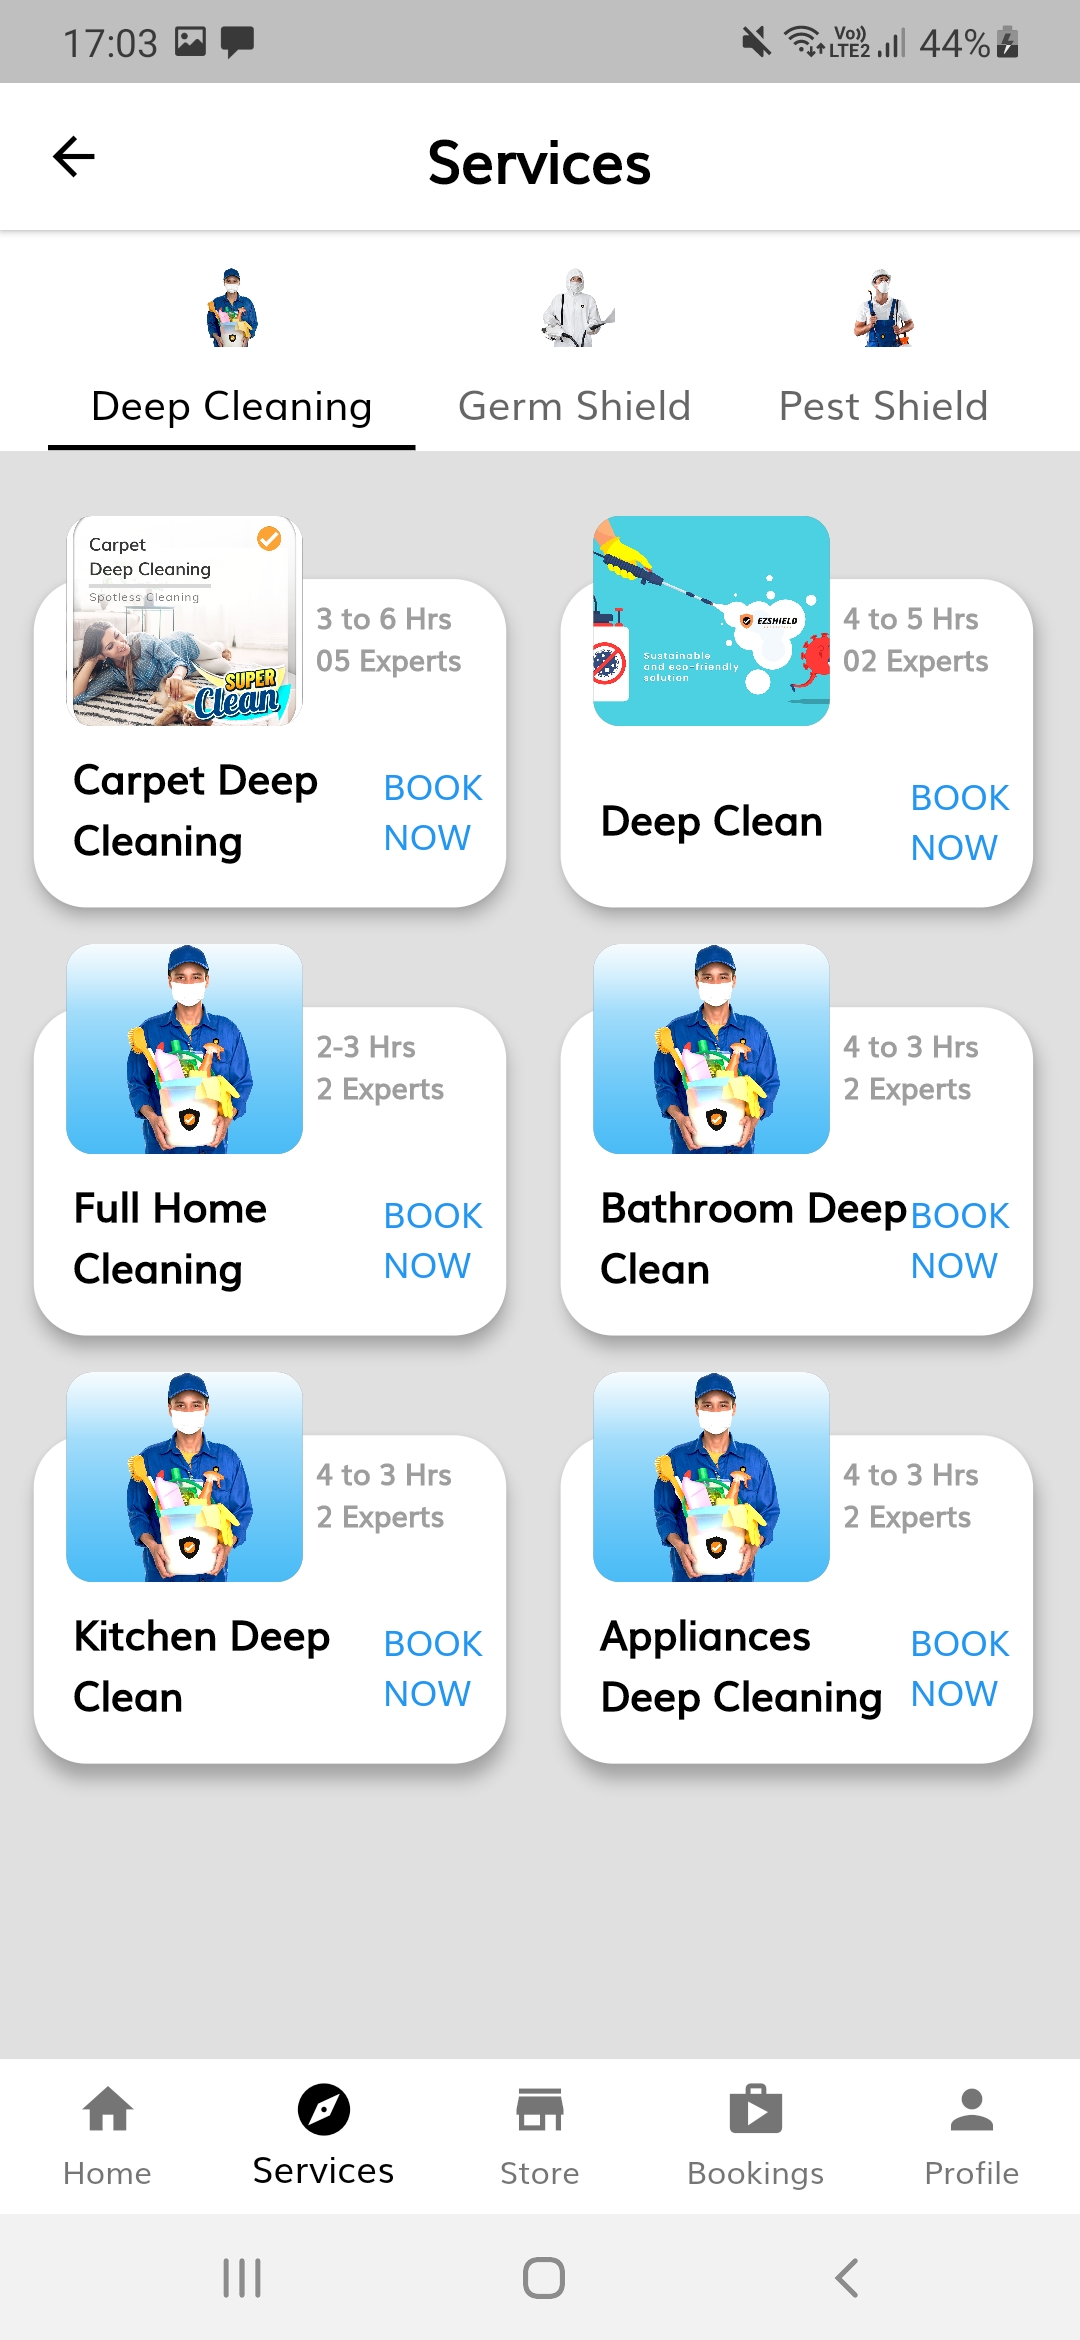 17:03
Vo))
LTE2
44%
Services
Deep Cleaning
Germ Shield
Pest Shield
Carpet
Deep Cleaning
Spotless Cleaning
SUPER
Clean
3 to 6 Hrs
05 Experts
Carpet Deep
Cleaning
BOOK
NOW
EZSHIELD
Sustainable
and eco-friendly
solution
4 to 5 Hrs
02 Experts
Deep Clean
BOOK
NOW
2-3 Hrs
2 Experts
Full Home
Cleaning
BOOK
NOW
4 to 3 Hrs
2 Experts
Bathroom Deep
Clean
BOOK
NOW
4 to 3 Hrs
2 Experts
Kitchen Deep
Clean
BOOK
NOW
4 to 3 Hrs
2 Experts
Appliances
Deep Cleaning
BOOK
NOW
Home
Services
Store
Bookings
Profile